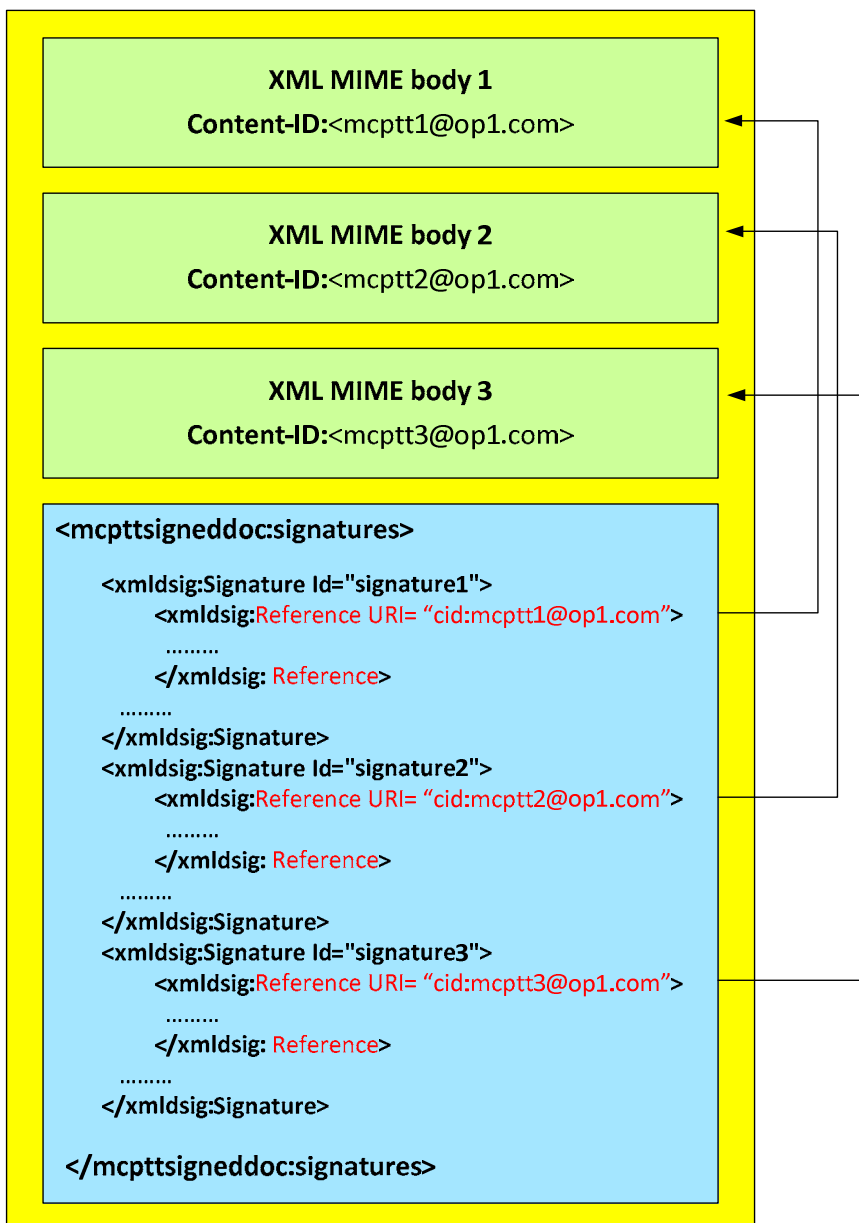 XML MIME body 1
Content-ID:<mcptt1@op1.com>
XML MIME body 2
Content-ID:<mcptt2@op1.com>
XML MIME body 3
Content-ID:<mcptt3@op1.com>
<mcpttsigneddoc:signatures>
<xmldsig:Signature Id="signature1">
<xmldsig:Reference URI= “cid:mcptt1@op1.com”>
.........
</xmldsig: Reference>
.........
</xmldsig:Signature>
<xmldsig:Signature Id="signature2">
<xmldsig:Reference URI= “cid:mcptt2@op1.com”>
.........
</xmldsig: Reference>
.........
</xmldsig:Signature>
<xmldsig:Signature Id="signature3">
<xmldsig:Reference URI= “cid:mcptt3@op1.com”>
.........
</xmldsig: Reference>
.........
</xmldsig:Signature>
</mcpttsigneddoc:signatures>